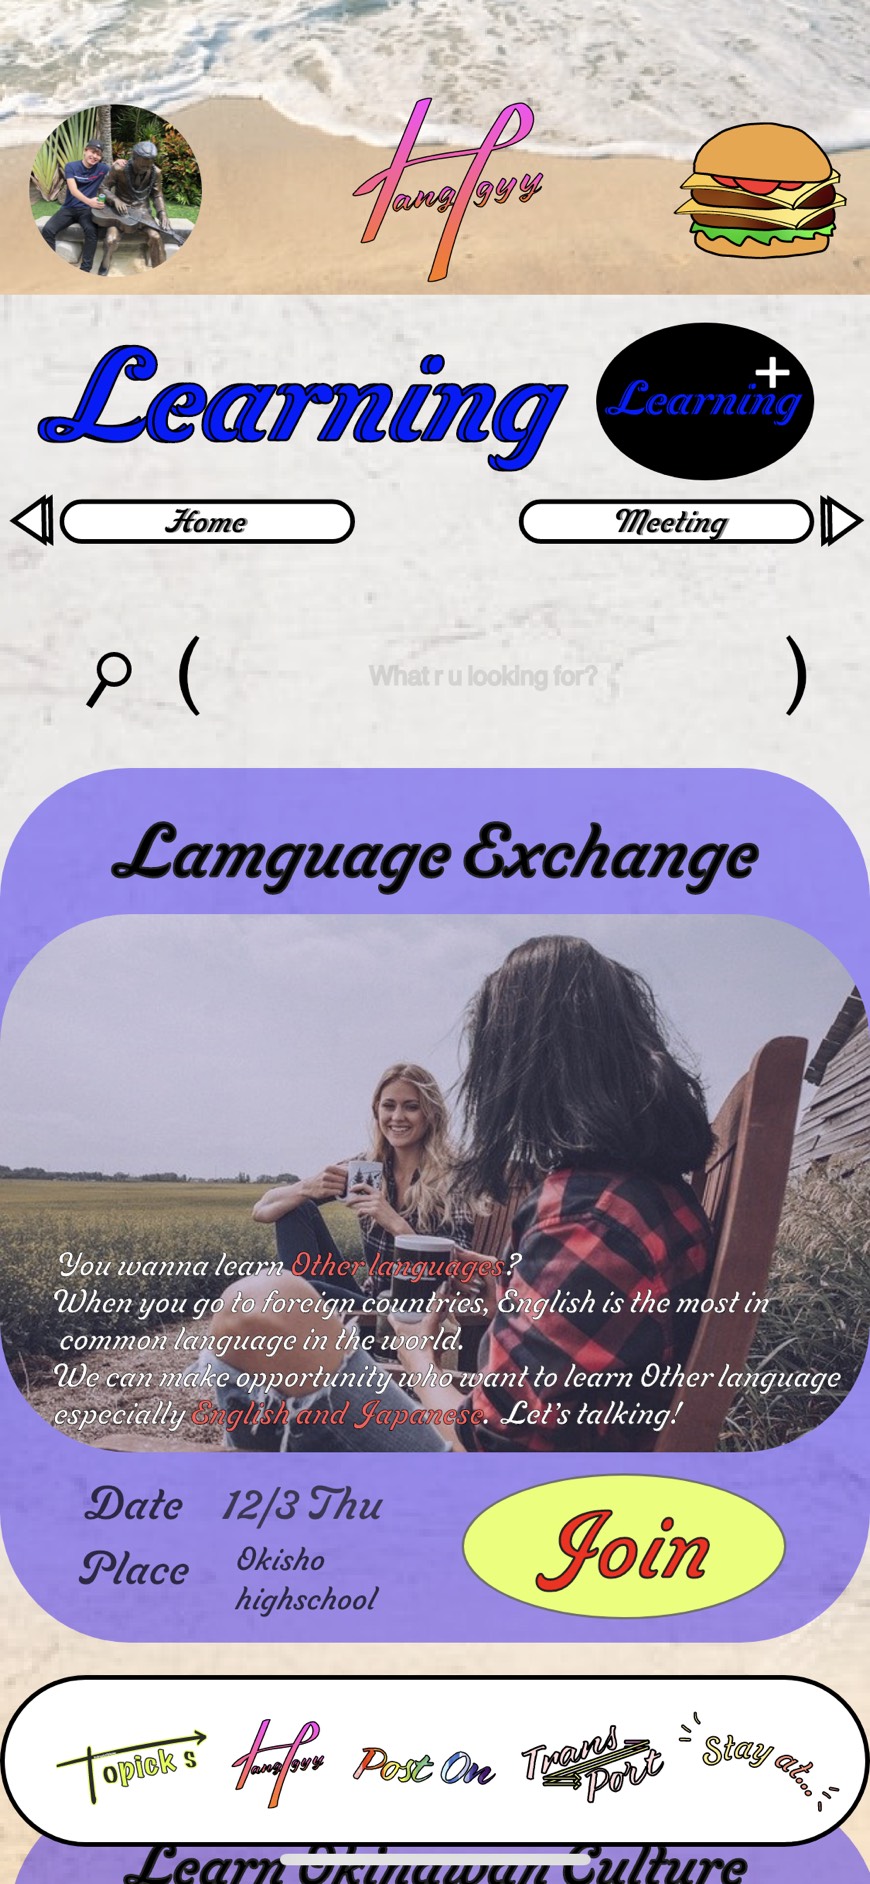 Hanggyy
Learning
Learning
Home
Meeting
What r u looking for?
Lamguage Exchange
You wanna learn Other languages?
When you go to foreign countries, English is the most in
common language in the world.
We can make opportunity who want to learn Other language
especially English and Japanese. Let's talking!
Date 12/3 Thu
Place Okisho
highschool
Join
Topicks
Hanggyy
Post On
Trans
Port
Stay at...
Learn Okinawan Culture